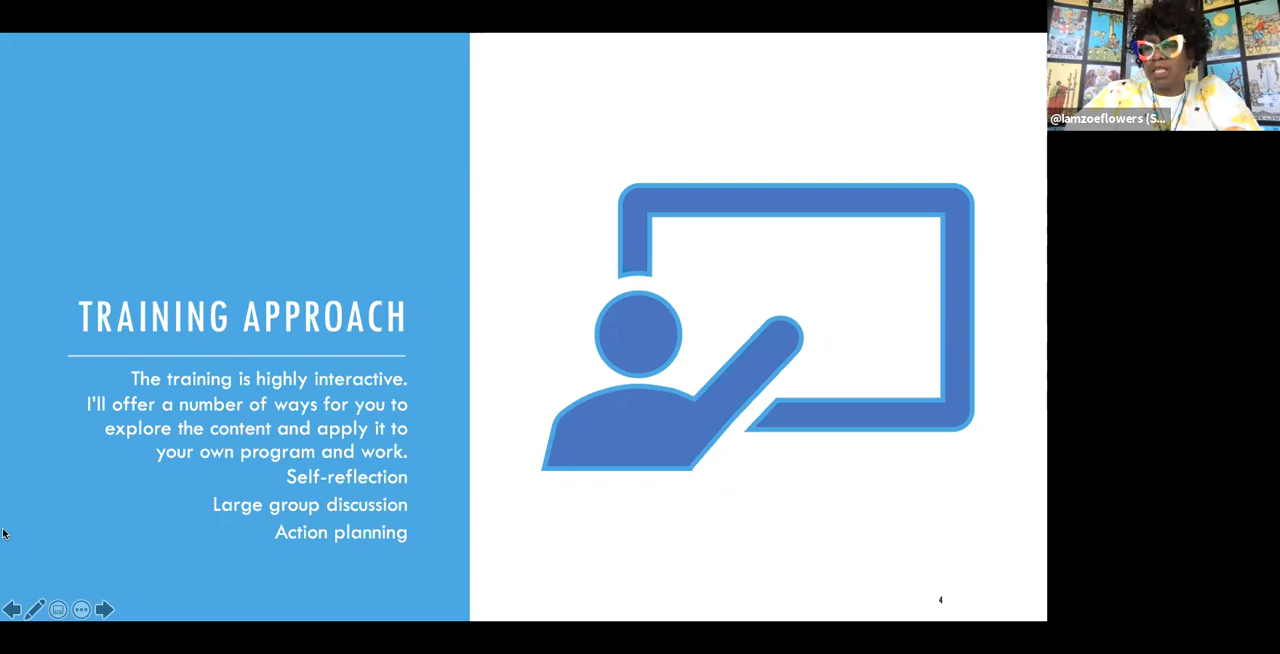 @Iamzoeflowers (S...
TRAINING APPROACH
The training is highly interactive.
I'll offer a number of ways for you to
explore the content and apply it to
your own program and work.
Self-reflection
Large group discussion
Action planning
4